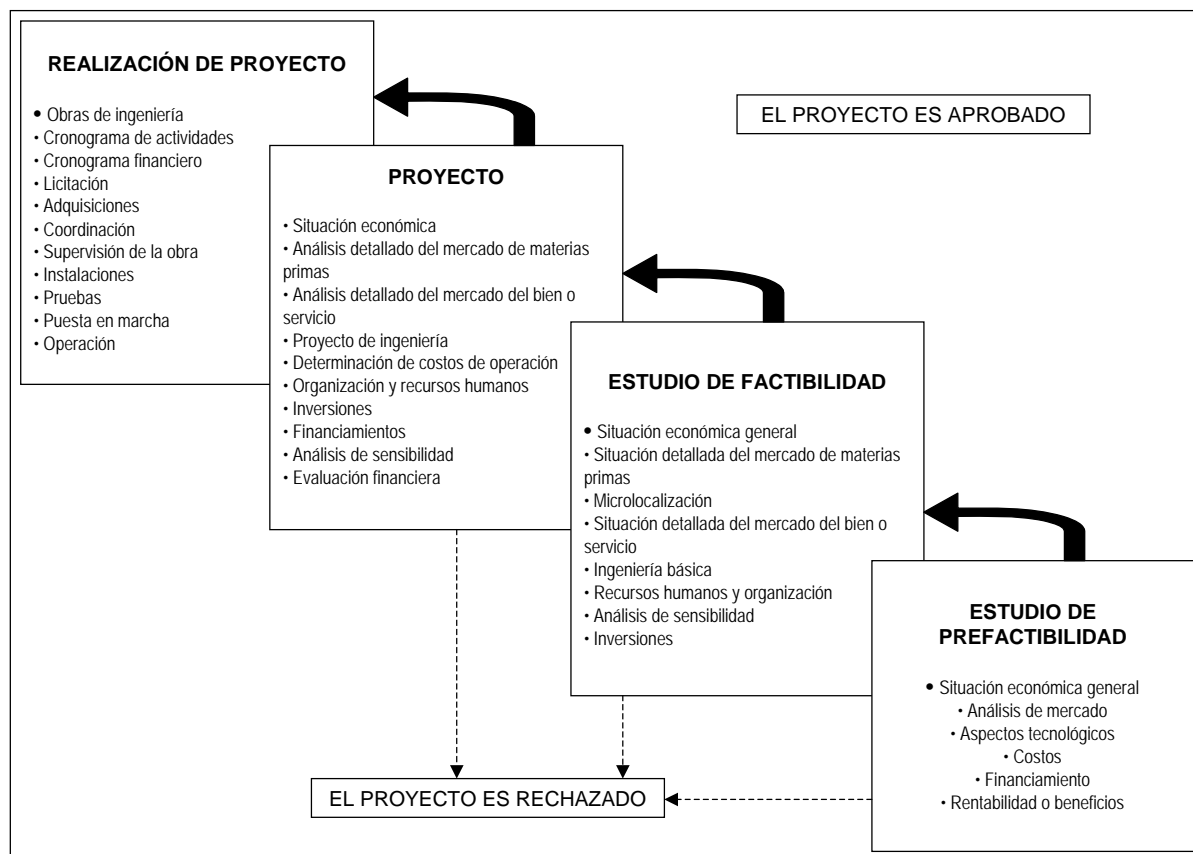 REALIZACIÓN DE PROYECTO
• Obras de ingeniería
• Cronograma de actividades
• Cronograma financiero
• Licitación
• Adquisiciones
• Coordinación
• Supervisión de la obra
• Instalaciones
• Pruebas
• Puesta en marcha
• Operación
EL PROYECTO ES APROBADO
PROYECTO
• Situación económica
• Análisis detallado del mercado de materias
primas
• Análisis detallado del mercado del bien o
servicio
• Proyecto de ingeniería
• Determinación de costos de operación
• Organización y recursos humanos
• Inversiones
• Financiamientos
• Análisis de sensibilidad
• Evaluación financiera
ESTUDIO DE FACTIBILIDAD
• Situación económica general
• Situación detallada del mercado de materias
primas
• Microlocalización
• Situación detallada del mercado del bien o
servicio
• Ingeniería básica
• Recursos humanos y organización
• Análisis de sensibilidad
• Inversiones
ESTUDIO DE
PREFACTIBILIDAD
• Situación económica general
• Análisis de mercado
• Aspectos tecnológicos
• Costos
• Financiamiento
• Rentabilidad o beneficios
EL PROYECTO ES RECHAZADO